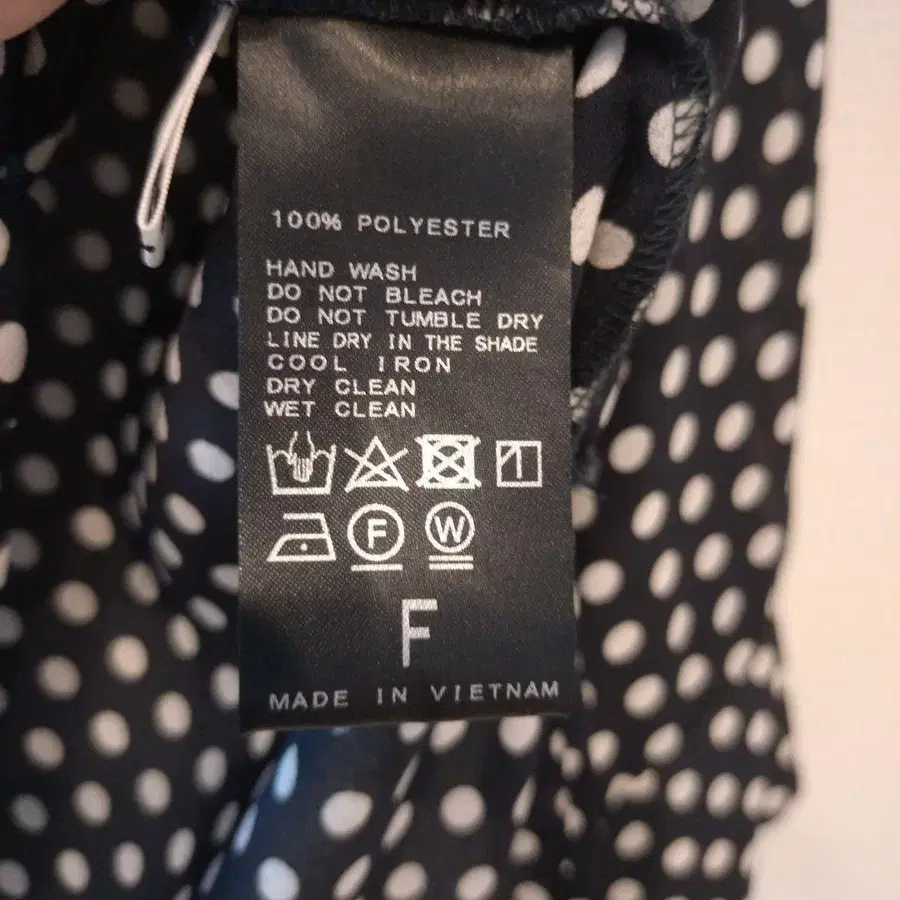 100% POLYESTER
HAND WASH
DO NOT BLEACH
DO NOT TUMBLE DRY
LINE DRY IN THE SHADE
COOL IRON
DRY CLEAN
WET CLEAN
F W
F
MADE IN VIETNAM